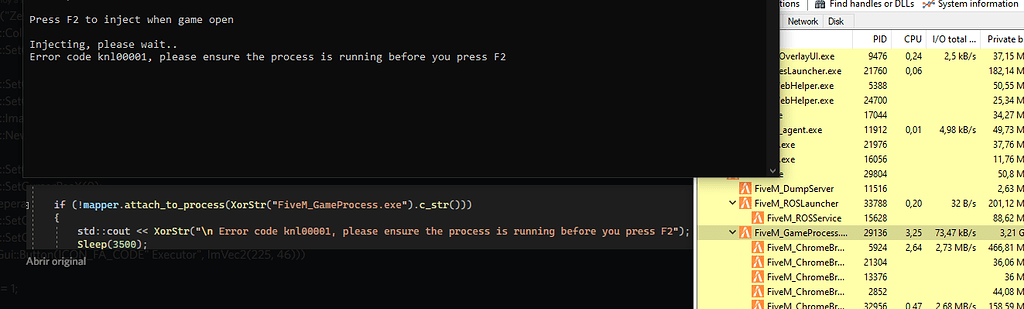 Press F2 to inject when game open
Injecting, please wait..
Error code knl00001, please ensure the process is running before you press F2
if (!mapper.attach_to_process(XorStr("FiveM_GameProcess.exe").c_str()))
{
std::cout << XorStr("\n Error code knl00001, please ensure the process is running before you press F2");
Sleep(3500);
Abrir original
Button(ICON_FA_CODE" Executor", ImVec2(225, 46)))
= 1;
Find handles or DLLs System information
Network Disk
PID CPU I/O total ... Private b
OverlayUI.exe 9476 0,24 2,5 kB/s 37,15 M
esLauncher.exe 21760 0,06 182,14 M
ebHelper.exe 5388 50,55 M
ebHelper.exe 24700 25,34 M
17044 34,27 M
_agent.exe 11912 0,01 4,98 kB/s 49,73 M
.exe 21976 37,76 M
.exe 16056 11,76 M
29804 50,8 M
FiveM_DumpServer 11516 2,63 M
FiveM_ROSLauncher 33788 0,20 32 B/s 201,12 M
FiveM_ROSService 15628 88,62 M
FiveM_GameProcess.... 29136 3,25 73,47 kB/s 3,21 G
FiveM_ChromeBr... 5924 2,64 2,73 MB/s 466,81 M
FiveM_ChromeBr... 21304 36,06 M
FiveM_ChromeBr... 13376 36 M
FiveM_ChromeBr... 2852 44,08 M
FiveM_ChromeBr... 32956 0,47 2,68 MB/s 158,59 M